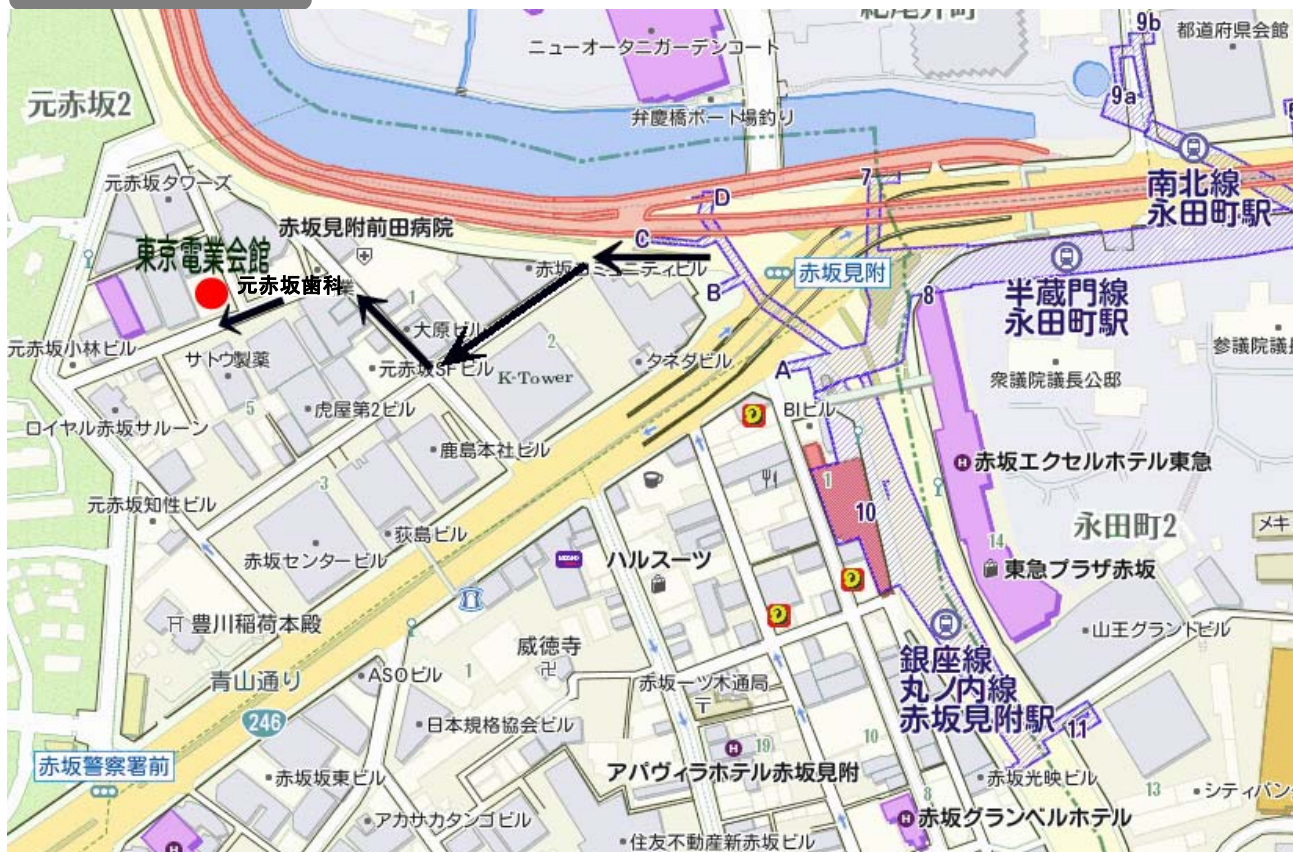 紀尾井町
9b
都道府県会館
ニューオータニガーデンコート
9a
元赤坂2
弁慶橋ボート場釣り
元赤坂タワーズ
7
南北線
永田町駅
D
赤坂見附前田病院
C
東京電業会館
赤坂コミュニティビル
赤坂見附
元赤坂歯科
B
半蔵門線
永田町駅
8
1
大原ビル
2
元赤坂小林ビル
サトウ製薬
元赤坂SFビル
K-Tower
タネダビル
A
参議院議長
衆議院議長公邸
5
虎屋第2ビル
BIビル
ロイヤル赤坂サルーン
鹿島本社ビル
赤坂エクセルホテル東急
3
1
元赤坂知性ビル
10
荻島ビル
永田町2
メキ
14
赤坂センタービル
ハルスーツ
東急プラザ赤坂
豊川稲荷本殿
山王グランドビル
威徳寺
銀座線
丸ノ内線
赤坂見附駅
青山通り
ASOビル
1
赤坂一ツ木通局
246
日本規格協会ビル
11
19
10
赤坂警察署前
赤坂坂東ビル
アパヴィラホテル赤坂見附
赤坂光映ビル
13
シティバン
8
アカサカタンゴビル
赤坂グランベルホテル
住友不動産新赤坂ビル